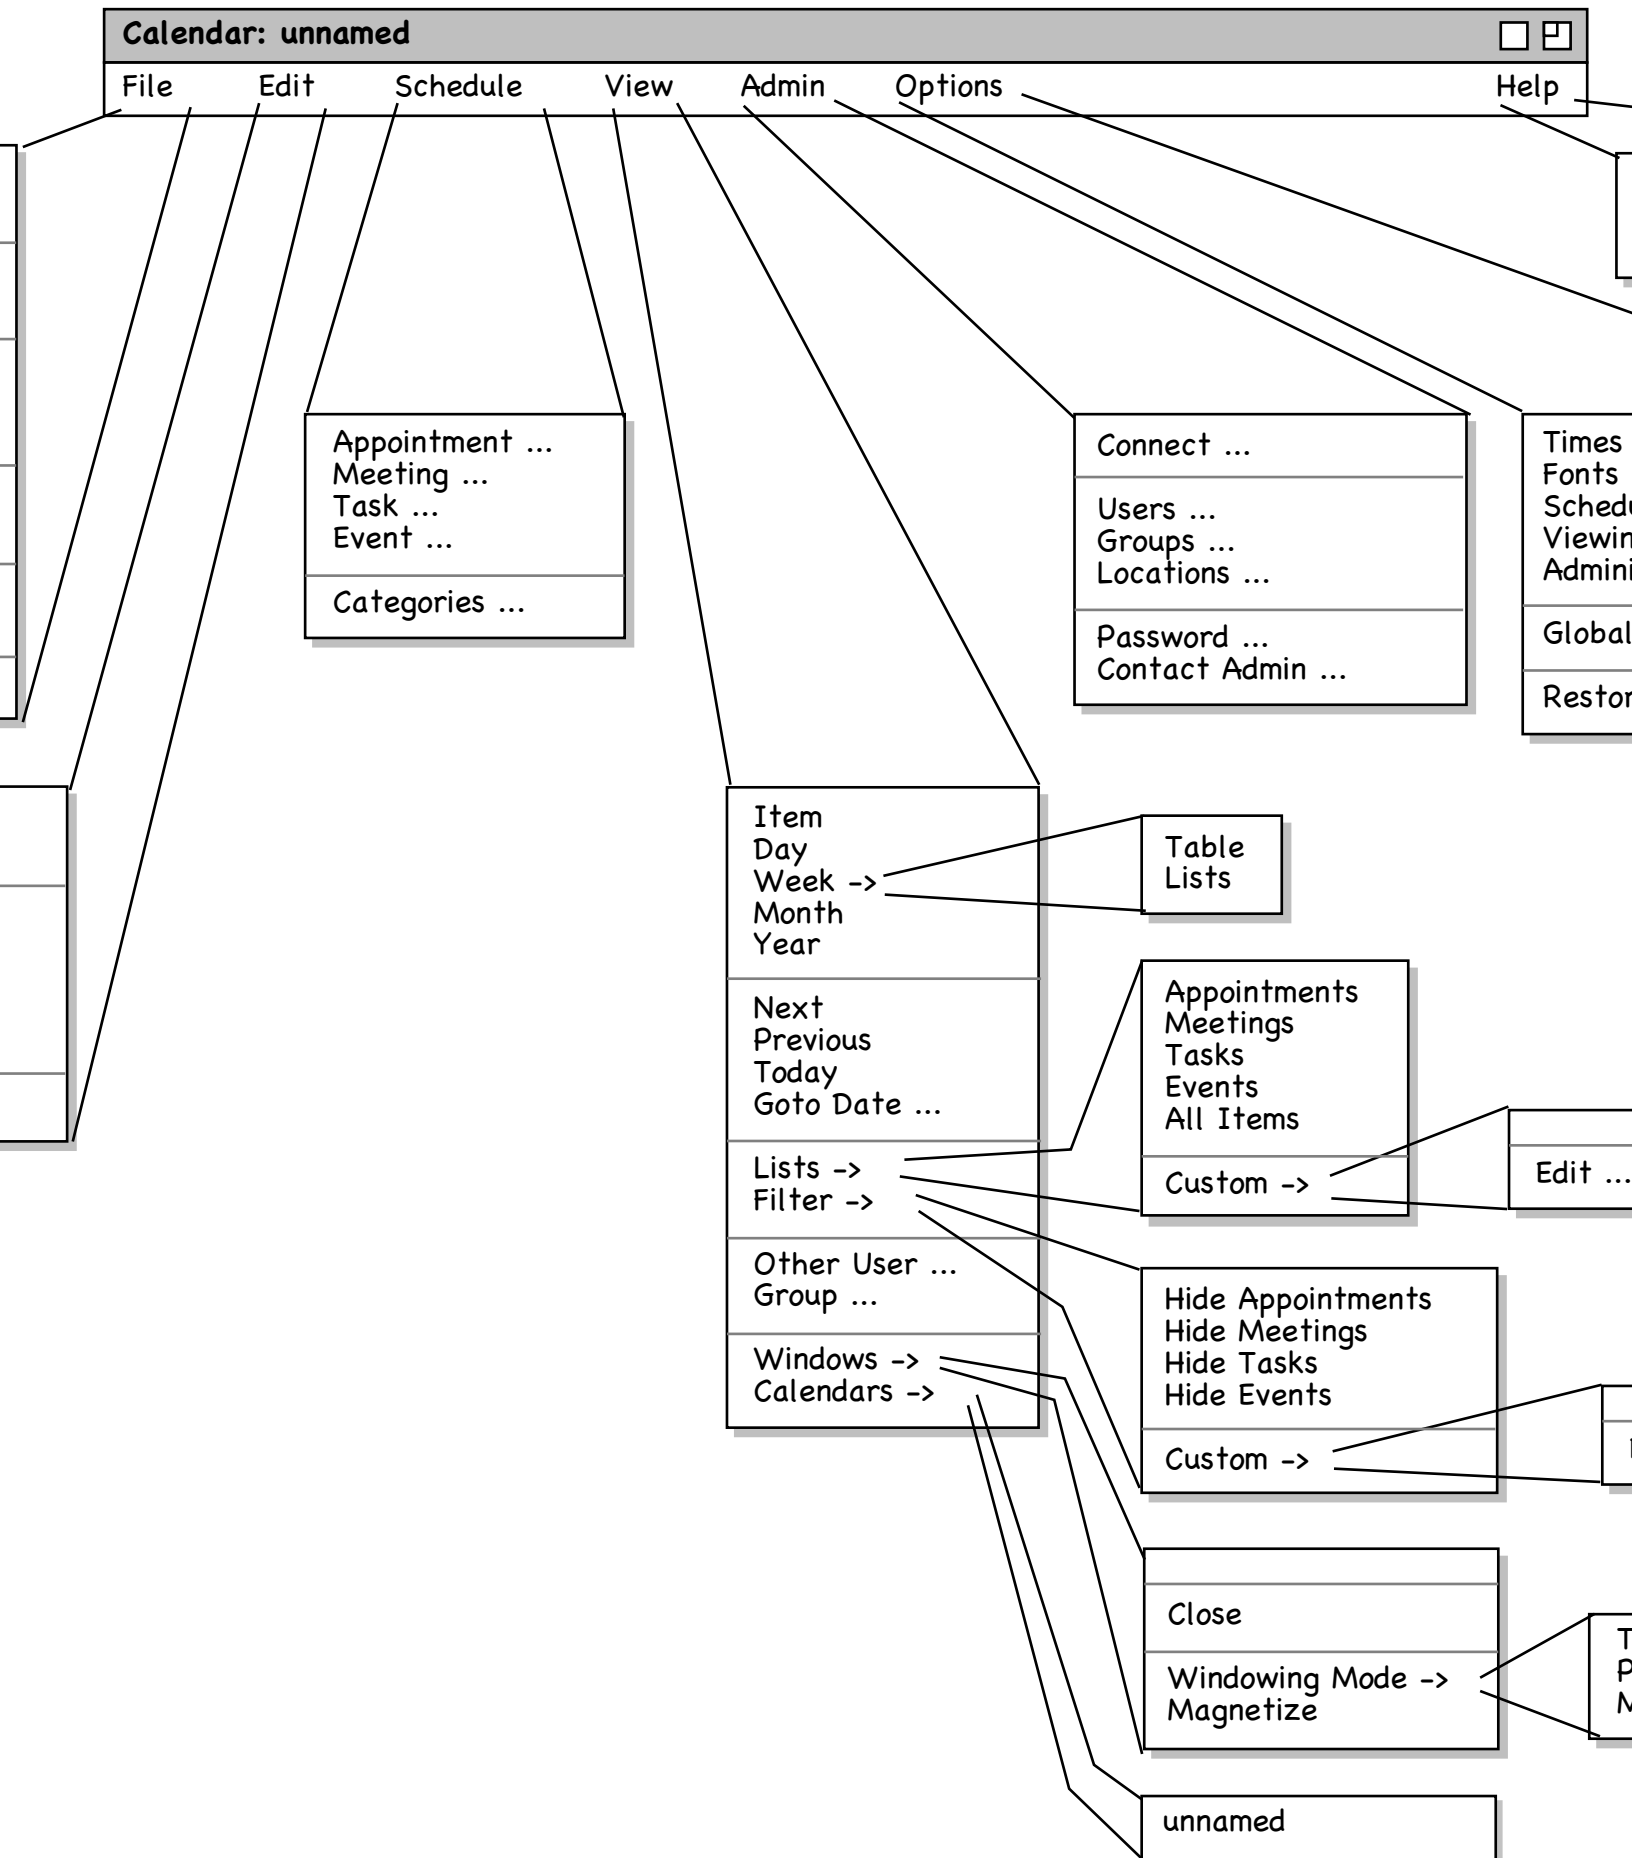 Calendar: unnamed
File Edit Schedule View Admin Options Help
Appointment ...
Meeting ...
Task ...
Event ...
Categories ...
Connect ...
Users ...
Groups ...
Locations ...
Password ...
Contact Admin ...
Times
Fonts
Global
Item
Day
Week ->
Month
Year
Next
Previous
Today
Goto Date ...
Lists ->
Filter ->
Other User ...
Group ...
Windows ->
Calendars ->
Table
Lists
Appointments
Meetings
Tasks
Events
All Items
Custom ->
Edit ...
Hide Appointments
Hide Meetings
Hide Tasks
Hide Events
Custom ->
Close
Windowing Mode ->
Magnetize
unnamed